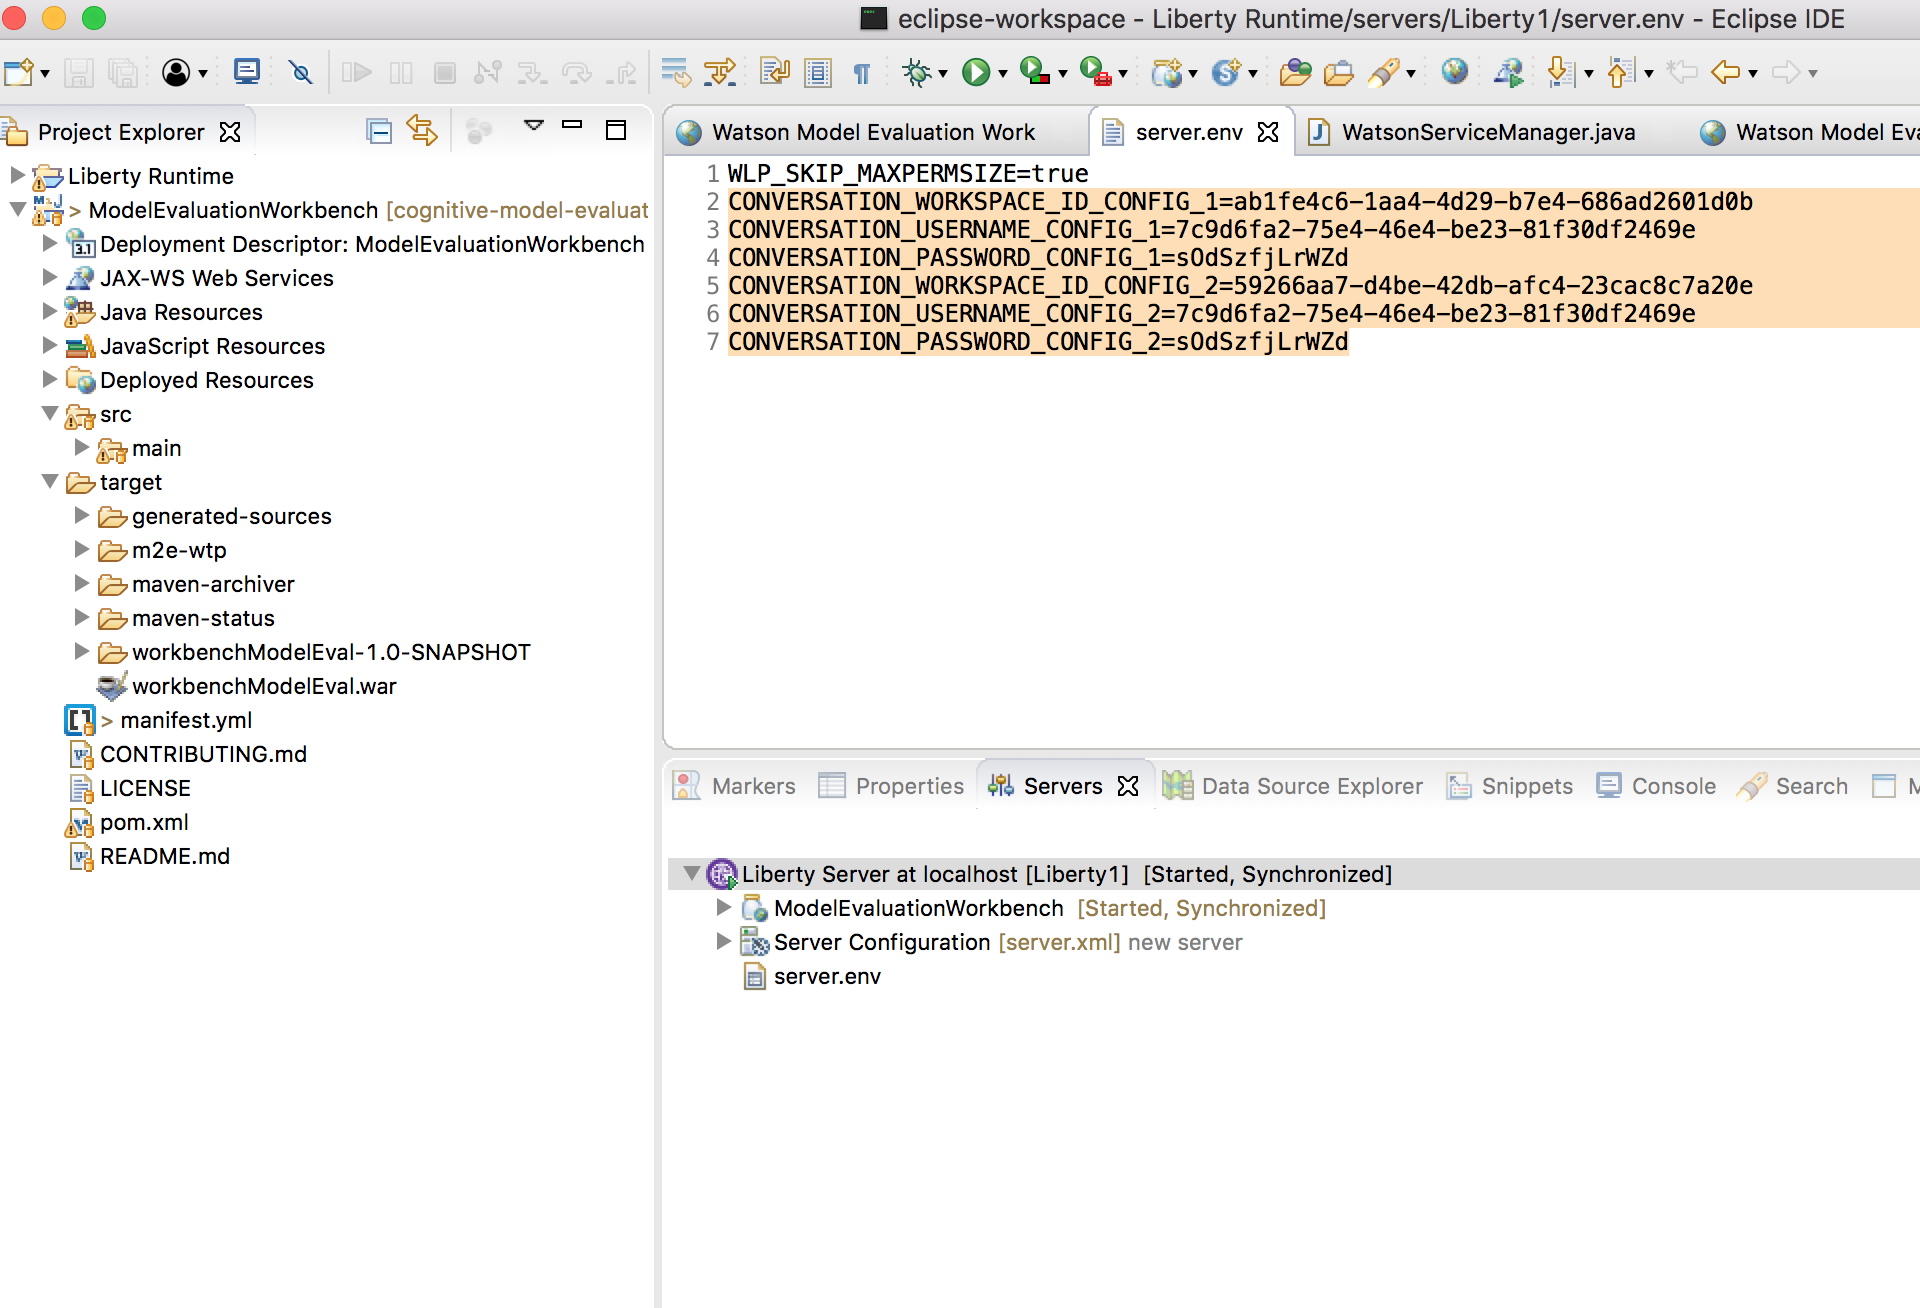 eclipse-workspace - Liberty Runtime/servers/Liberty1/server.env - Eclipse IDE
Project Explorer
Liberty Runtime
> ModelEvaluationWorkbench [cognitive-model-evaluat
Deployment Descriptor: ModelEvaluationWorkbench
JAX-WS Web Services
Java Resources
JavaScript Resources
Deployed Resources
src
main
target
generated-sources
m2e-wtp
maven-archiver
maven-status
workbenchModelEval-1.0-SNAPSHOT
workbenchModelEval.war
> manifest.yml
CONTRIBUTING.md
LICENSE
pom.xml
README.md
Watson Model Evaluation Work
server.env
WatsonServiceManager.java
Watson Model Eva
1 WLP_SKIP_MAXPERMSIZE=true
2 CONVERSATION_WORKSPACE_ID_CONFIG_1=ab1fe4c6-1aa4-4d29-b7e4-686ad2601d0b
3 CONVERSATION_USERNAME_CONFIG_1=7c9d6fa2-75e4-46e4-be23-81f30df2469e
4 CONVERSATION_PASSWORD_CONFIG_1=sOdSzfjLrWZd
5 CONVERSATION_WORKSPACE_ID_CONFIG_2=59266aa7-d4be-42db-afc4-23cac8c7a20e
6 CONVERSATION_USERNAME_CONFIG_2=7c9d6fa2-75e4-46e4-be23-81f30df2469e
7 CONVERSATION_PASSWORD_CONFIG_2=sOdSzfjLrWZd
Markers
Properties
Servers
Data Source Explorer
Snippets
Console
Search
M
Liberty Server at localhost [Liberty1] [Started, Synchronized]
ModelEvaluationWorkbench [Started, Synchronized]
Server Configuration [server.xml] new server
server.env